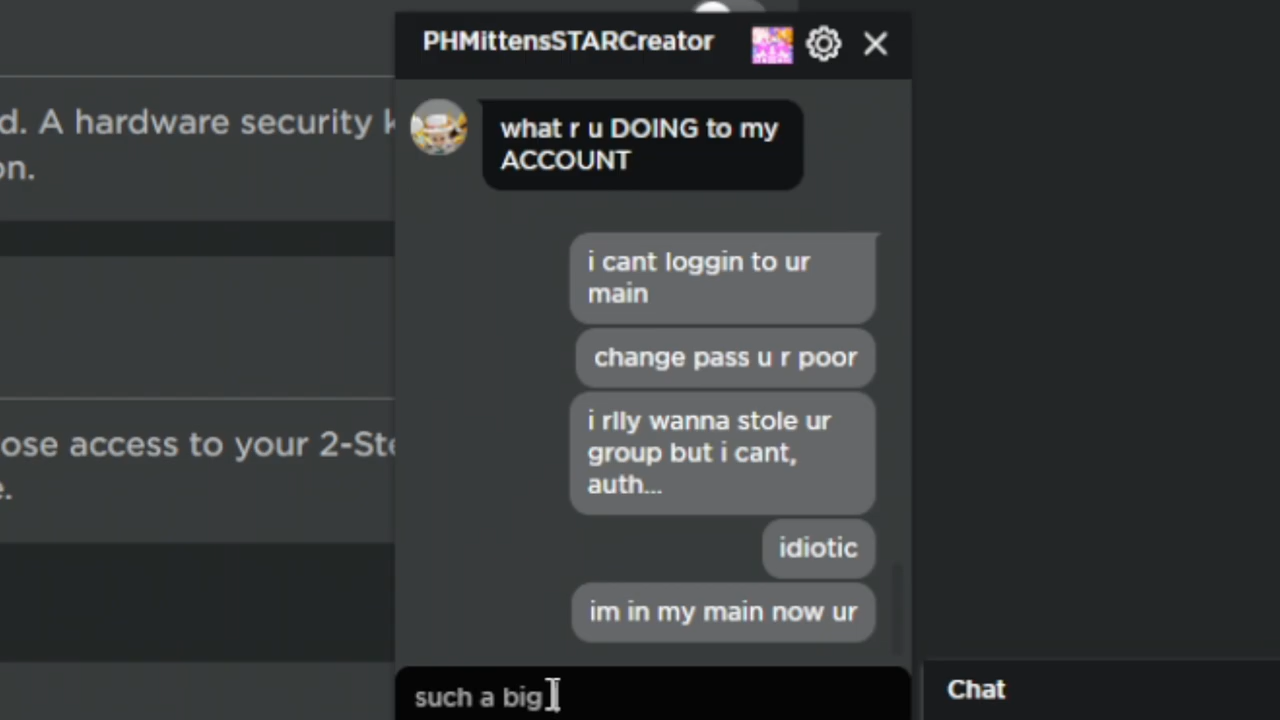 PHMittensSTARCreator
d. A hardware security k
on.
what r u DOING to my
ACCOUNT
i cant loggin to ur
main
change pass u r poor
i rlly wanna stole ur
group but i cant,
auth...
ose access to your 2-Ste
e.
idiotic
im in my main now ur
such a big
Chat